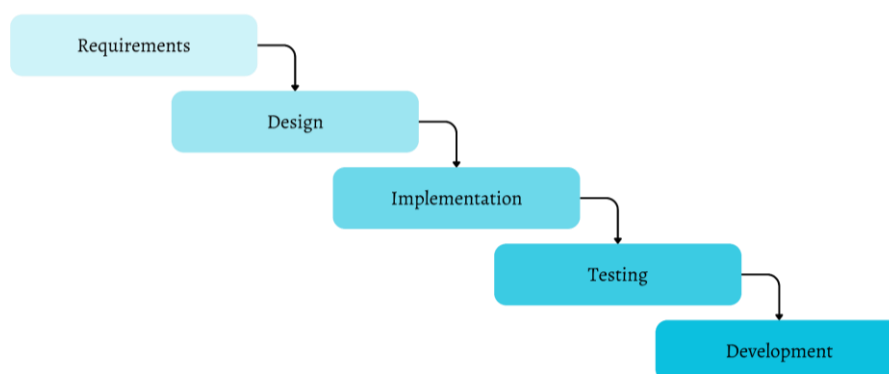 Requirements
Design
Implementation
Testing
Development